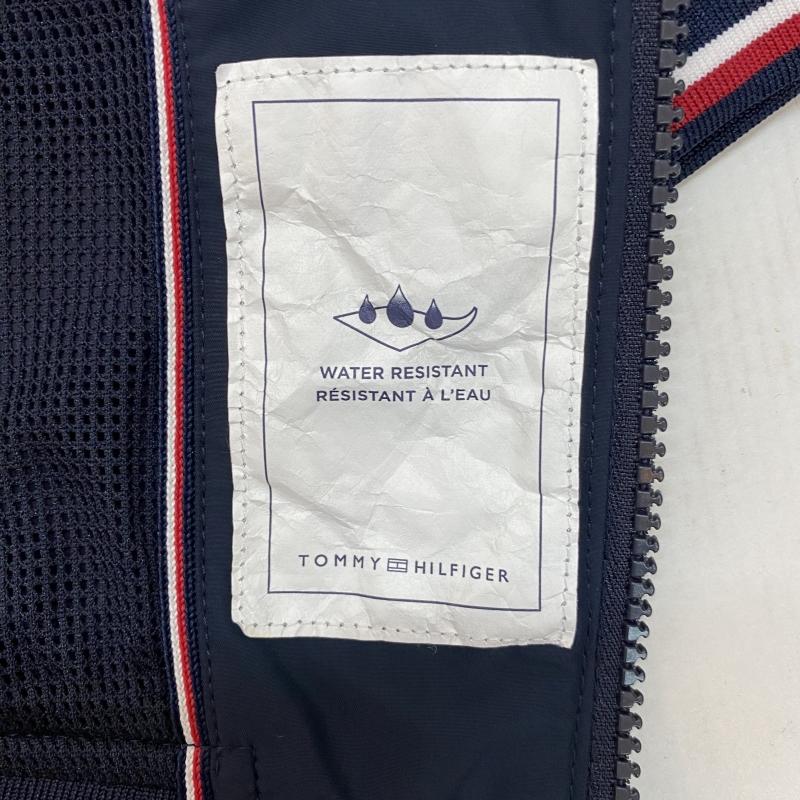 WATER RESISTANT
RÉSISTANT À L'EAU
TOMMY HILFIGER